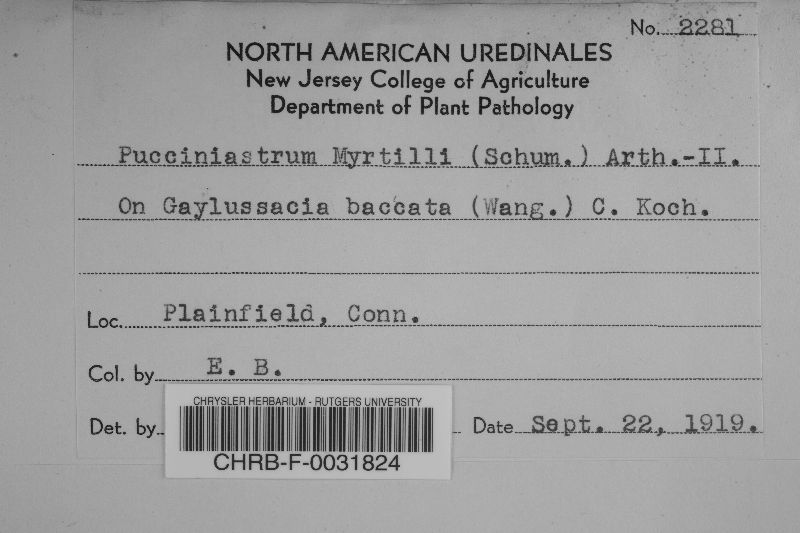 No. 2281
NORTH AMERICAN UREDINALES
New Jersey College of Agriculture
Department of Plant Pathology
Pucciniastrum Myrtilli (Schum.) Arth.-II.
On Gaylussacia baccata (Wang.) C. Koch.
Loc. Plainfield, Conn.
Col. by E. B.
Det. by Date Sept. 22, 1919.
CHRYSLER HERBARIUM - RUTGERS UNIVERSITY
CHRB-F-0031824